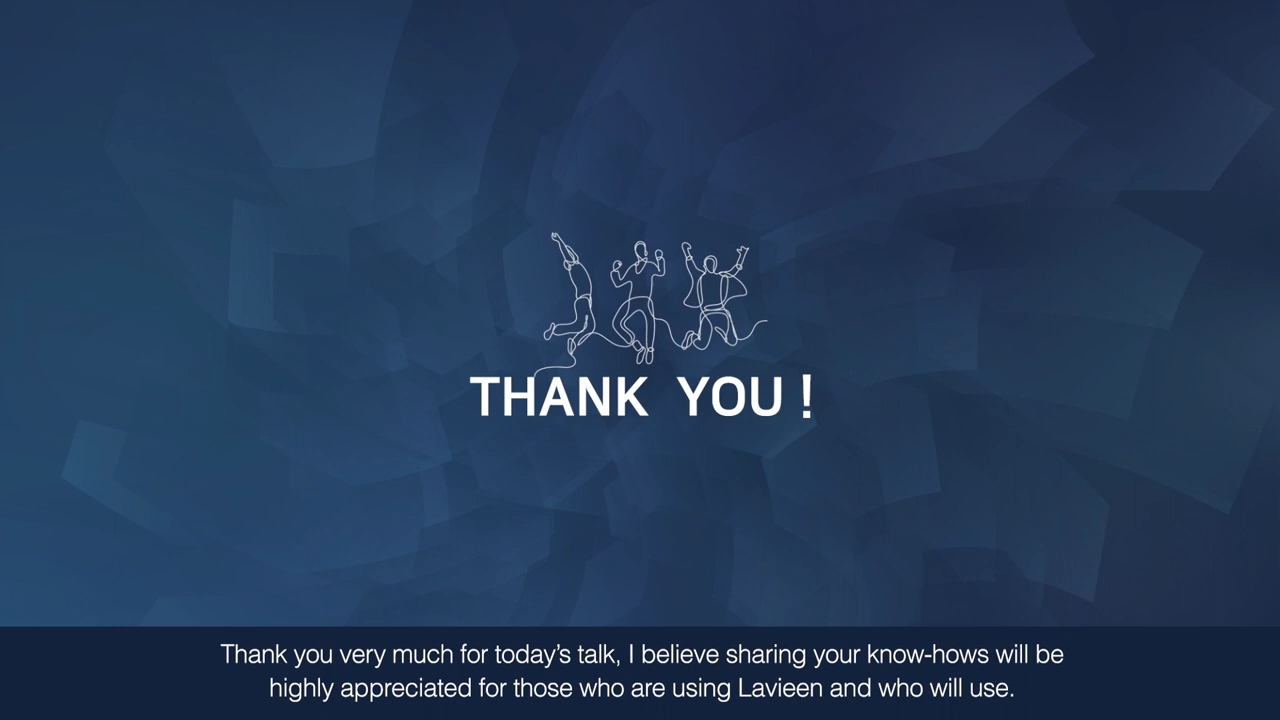 THANK YOU !
Thank you very much for today's talk, I believe sharing your know-hows will be
highly appreciated for those who are using Lavieen and who will use.